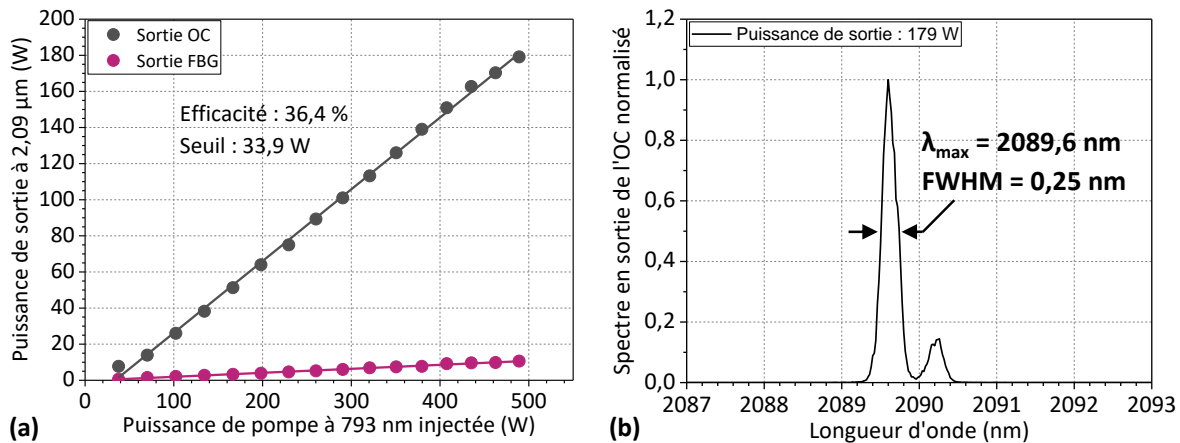 200
180
160
140
120
100
80
60
40
20
0
Puissance de sortie à 2,09 µm (W)
Sortie OC
Sortie FBG
Efficacité : 36,4 %
Seuil : 33,9 W
0 100 200 300 400 500
Puissance de pompe à 793 nm injectée (W)
(a)
1,2
1,0
0,8
0,6
0,4
0,2
0,0
Spectre en sortie de l'OC normalisé
Puissance de sortie : 179 W
λmax = 2089,6 nm
FWHM = 0,25 nm
2087 2088 2089 2090 2091 2092 2093
Longueur d'onde (nm)
(b)